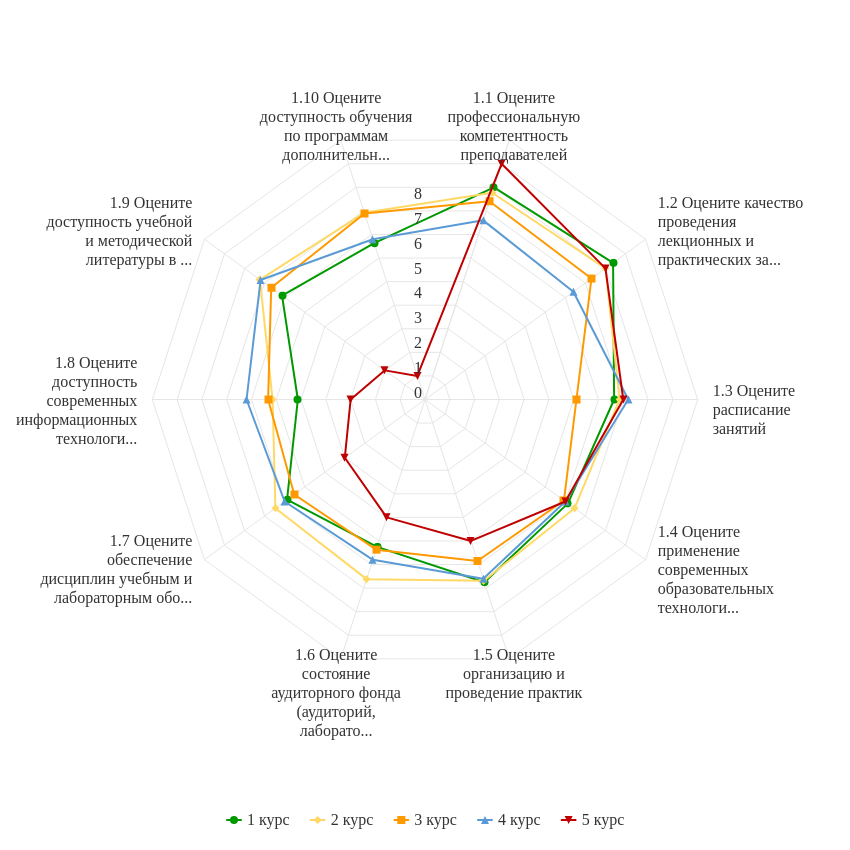 1.10 Оцените
доступность обучения
по программам
дополнительн...
1.1 Оцените
профессиональную
компетентность
преподавателей
1.9 Оцените
доступность учебной
и методической
литературы в ...
1.2 Оцените качество
проведения
лекционных и
практических за...
8
7
6
5
4
3
2
1
0
1.8 Оцените
доступность
современных
информационных
технологи...
1.3 Оцените
расписание
занятий
1.7 Оцените
обеспечение
дисциплин учебным и
лабораторным обо...
1.4 Оцените
применение
современных
образовательных
технологи...
1.6 Оцените
состояние
аудиторного фонда
(аудиторий,
лаборато...
1.5 Оцените
организацию и
проведение практик
1 курс
2 курс
3 курс
4 курс
5 курс